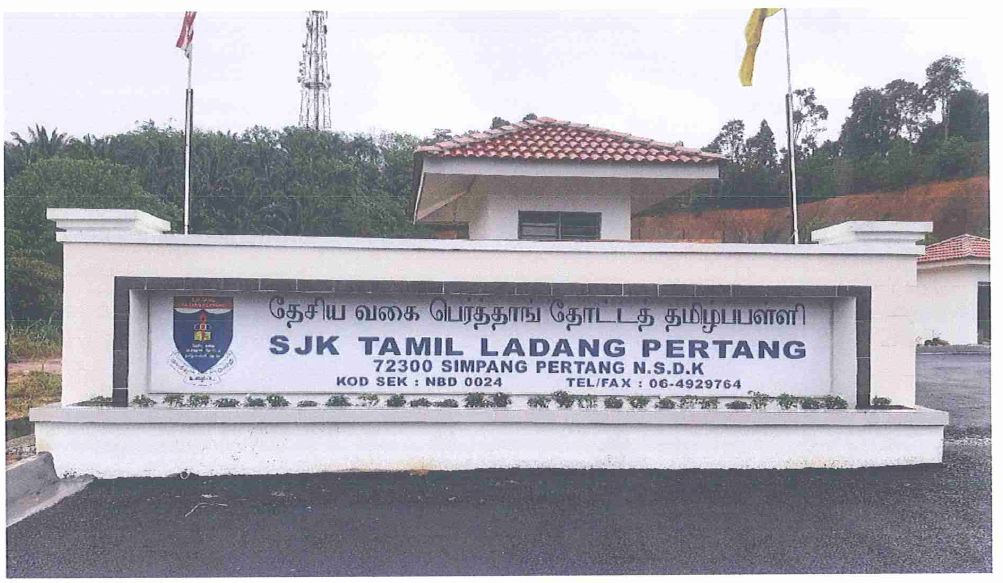 தேசிய வகை பெர்த்தாங் தோட்டத் தமிழ்ப்பள்ளி
SJK TAMIL LADANG PERTANG
72300 SIMPANG PERTANG N.S.D.K
KOD SEK : NBD 0024 TEL/FAX : 06-4929764